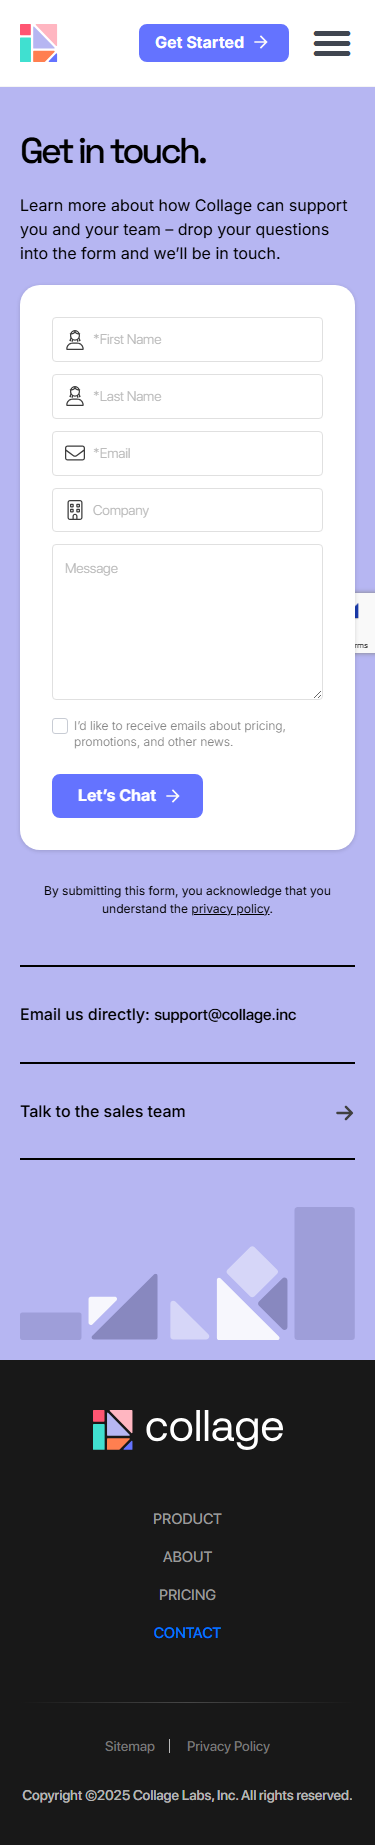 Get Started
Get in touch.
Learn more about how Collage can support
you and your team – drop your questions
into the form and we’ll be in touch.
*First Name
*Last Name
*Email
Company
Message
I’d like to receive emails about pricing,
promotions, and other news.
Let’s Chat
By submitting this form, you acknowledge that you
understand the privacy policy.
Email us directly: support@collage.inc
Talk to the sales team
collage
PRODUCT
ABOUT
PRICING
CONTACT
Sitemap | Privacy Policy
Copyright ©2025 Collage Labs, Inc. All rights reserved.